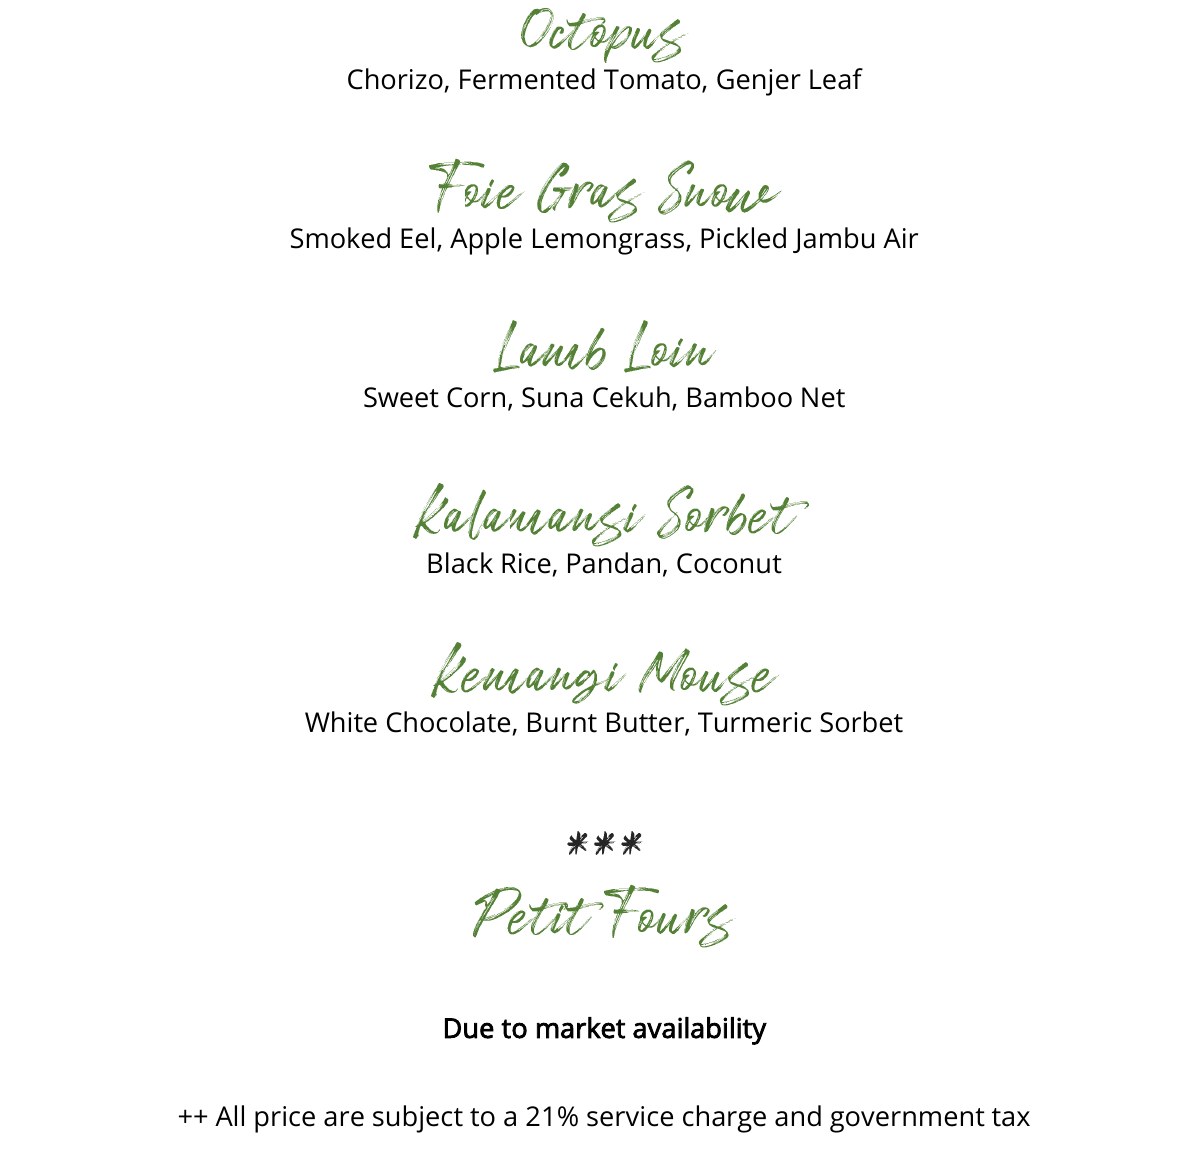 Octopus
Chorizo, Fermented Tomato, Genjer Leaf
Foie Gras Snow
Smoked Eel, Apple Lemongrass, Pickled Jambu Air
Lamb Loin
Sweet Corn, Suna Cekuh, Bamboo Net
Kalamansi Sorbet
Black Rice, Pandan, Coconut
Kemangi Mouse
White Chocolate, Burnt Butter, Turmeric Sorbet
***
Petit Fours
Due to market availability
++ All price are subject to a 21% service charge and government tax